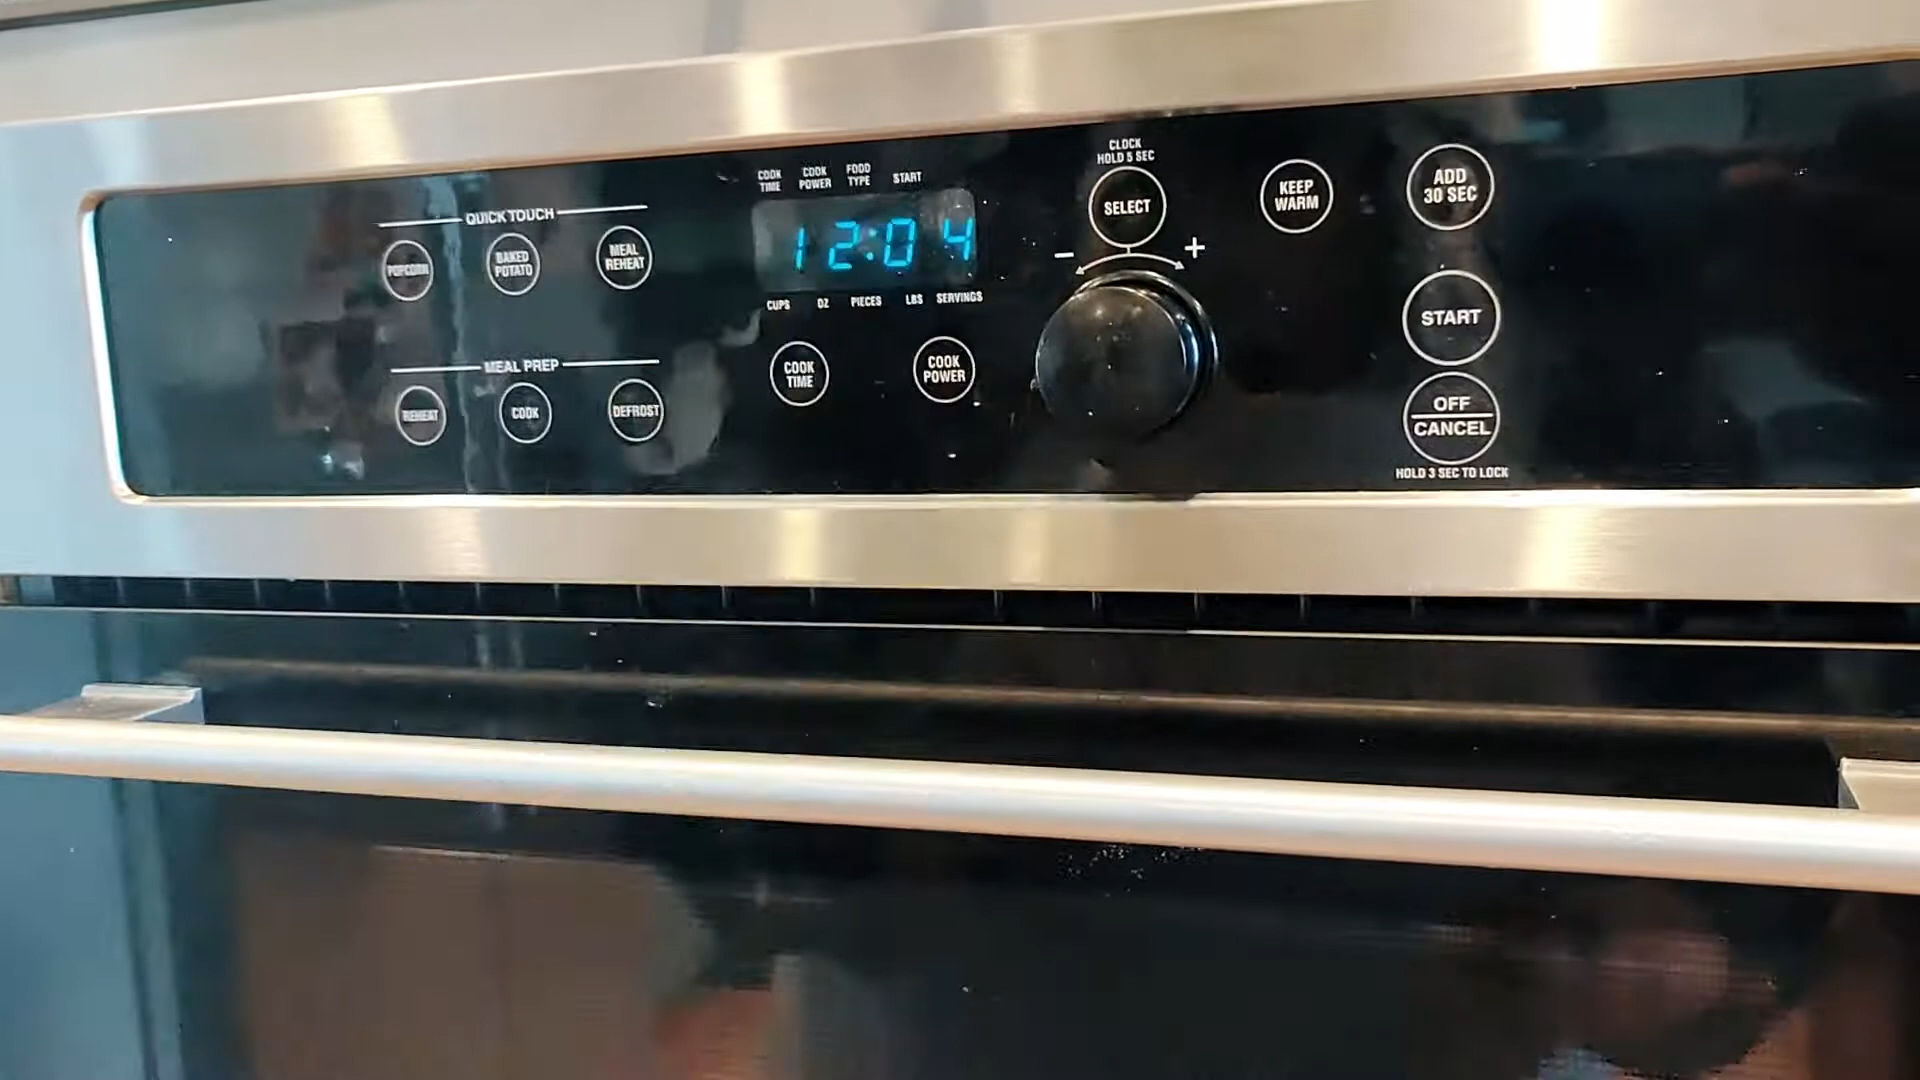 QUICK TOUCH
POPCORN
BAKED
POTATO
MEAL
REHEAT
MEAL PREP
REHEAT
COOK
DEFROST
COOK
TIME
COOK
POWER
FOOD
TYPE
START
12:04
CUPS OZ PIECES LBS SERVINGS
COOK
TIME
COOK
POWER
CLOCK
HOLD 5 SEC
SELECT
- +
KEEP
WARM
ADD
30 SEC
START
OFF
CANCEL
HOLD 3 SEC TO LOCK